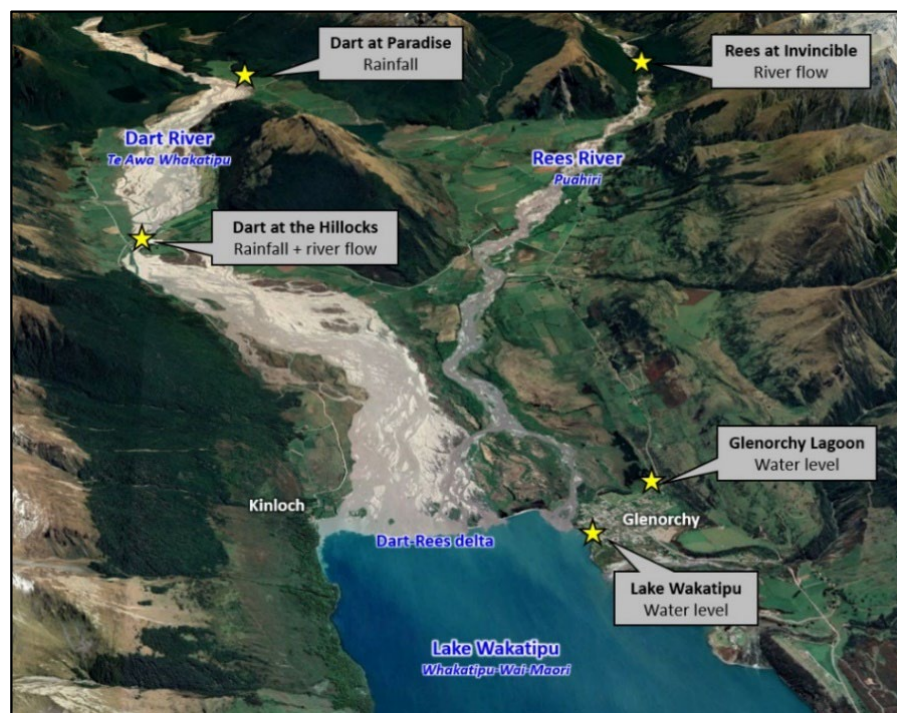 Dart at Paradise
Rainfall
Rees at Invincible
River flow
Dart River
Te Awa Whakatipu
Rees River
Puahiri
Dart at the Hillocks
Rainfall + river flow
Glenorchy Lagoon
Water level
Kinloch
Glenorchy
Dart-Rees delta
Lake Wakatipu
Water level
Lake Wakatipu
Whakatipu-Wai-Maori